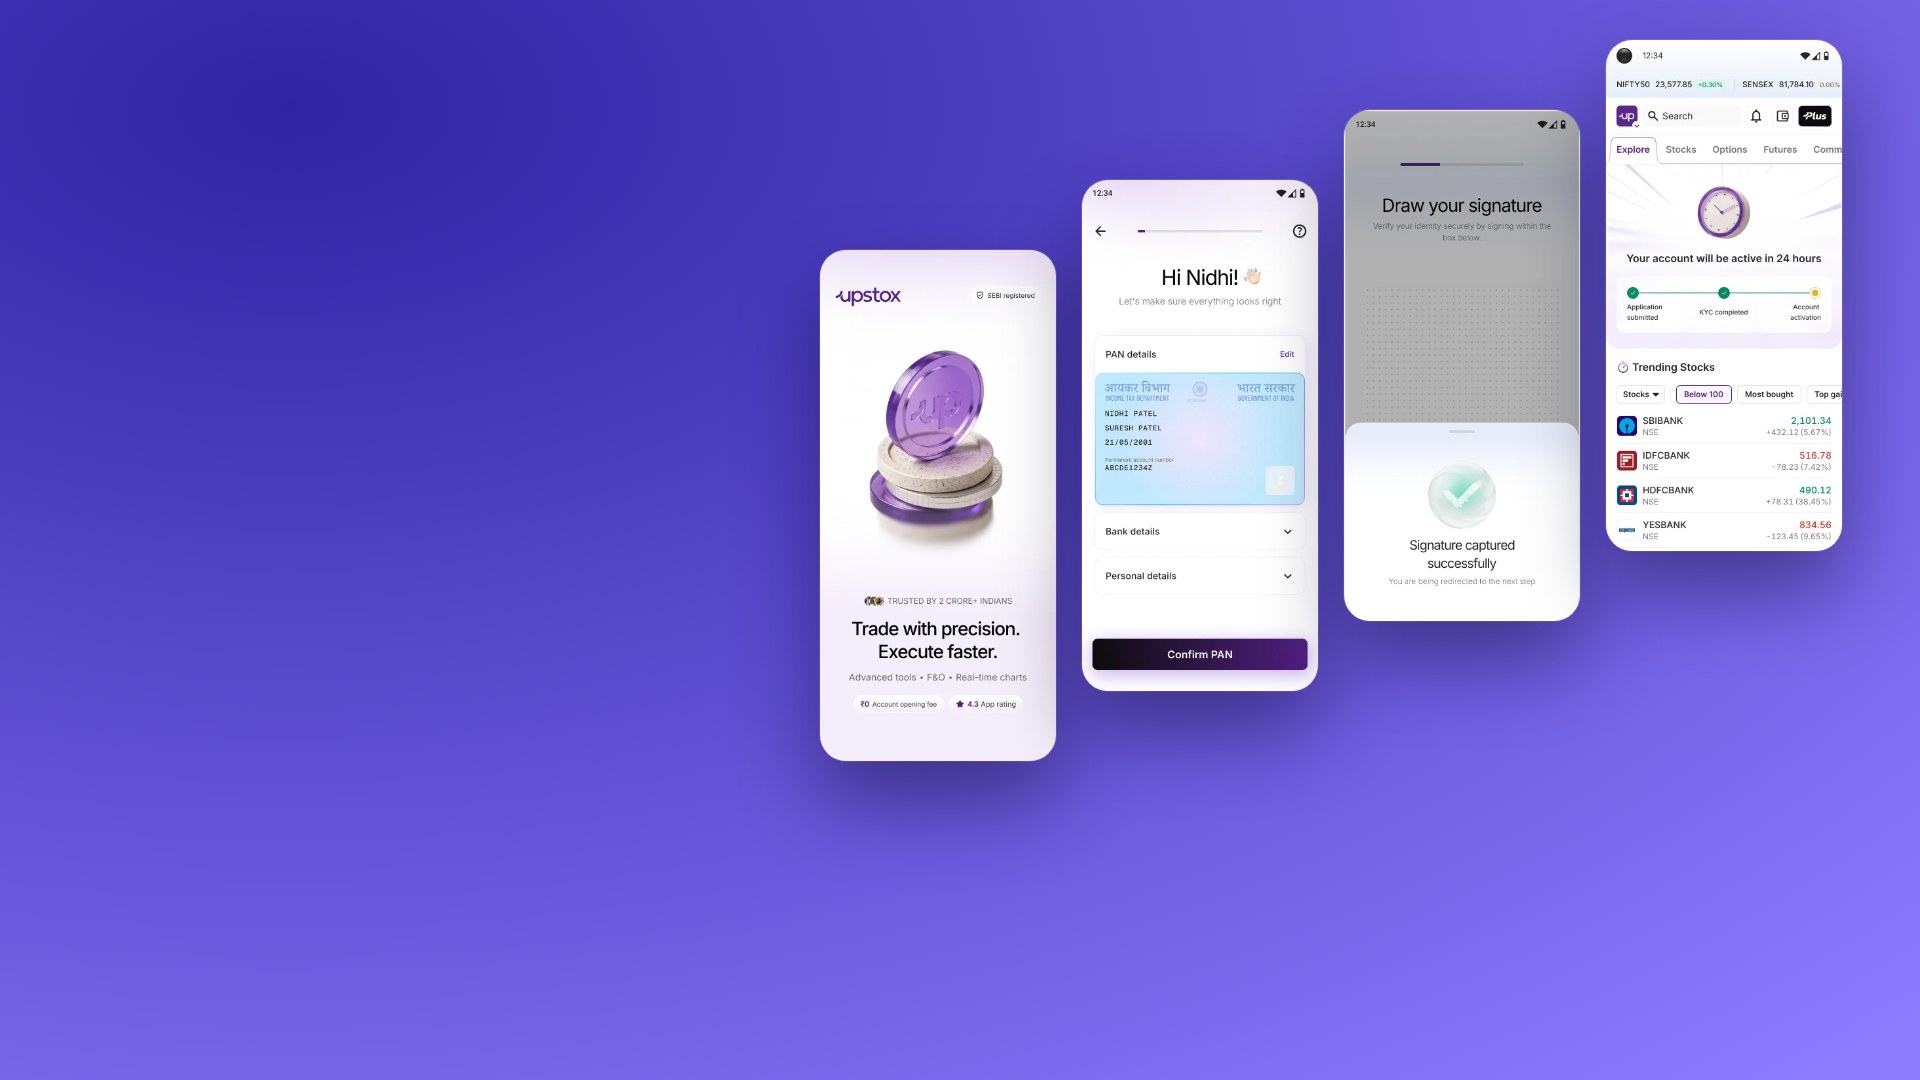 upstox
SEBI registered
up
TRUSTED BY 2 CRORE+ INDIANS
Trade with precision.
Execute faster.
Advanced tools • F&O • Real-time charts
₹0 Account opening fee
4.3 App rating
12:34
Hi Nidhi! 👋🏻
Let's make sure everything looks right
PAN details
Edit
आयकर विभाग
भारत सरकार
INCOME TAX DEPARTMENT
GOVERNMENT OF INDIA
NIDHI PATEL
SURESH PATEL
21/05/2001
Permanent account number
ABCDE1234Z
Bank details
Personal details
Confirm PAN
12:34
Draw your signature
Verify your identity securely by signing within the
box below.
Signature captured
successfully
You are being redirected to the next step
12:34
NIFTY50 23,577.85 +0.30% SENSEX 81,784.10 0.00%
up
Search
Plus
Explore Stocks Options Futures Comm
Your account will be active in 24 hours
Application
submitted
KYC completed
Account
activation
Trending Stocks
Stocks Below 100 Most bought Top gai
SBIBANK 2,101.34
NSE +432.12 (5.67%)
IDFCBANK 516.78
NSE -78.23 (7.42%)
HDFCBANK 490.12
NSE +78.31 (38.45%)
YESBANK 834.56
NSE -123.45 (9.65%)